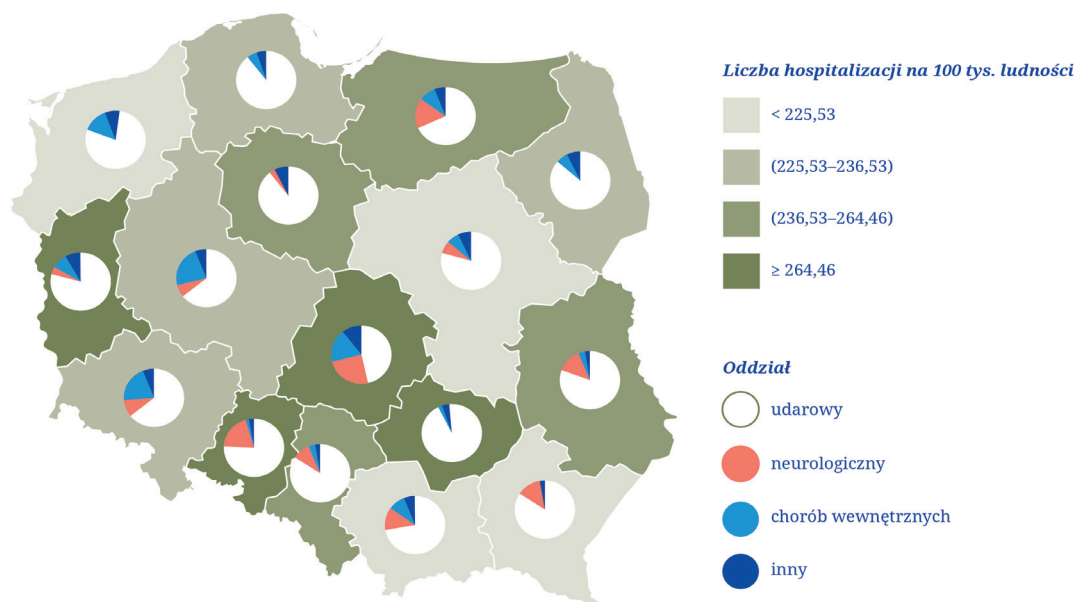 Liczba hospitalizacji na 100 tys. ludności
< 225,53
(225,53–236,53)
(236,53–264,46)
≥ 264,46
Oddział
udarowy
neurologiczny
chorób wewnętrznych
inny